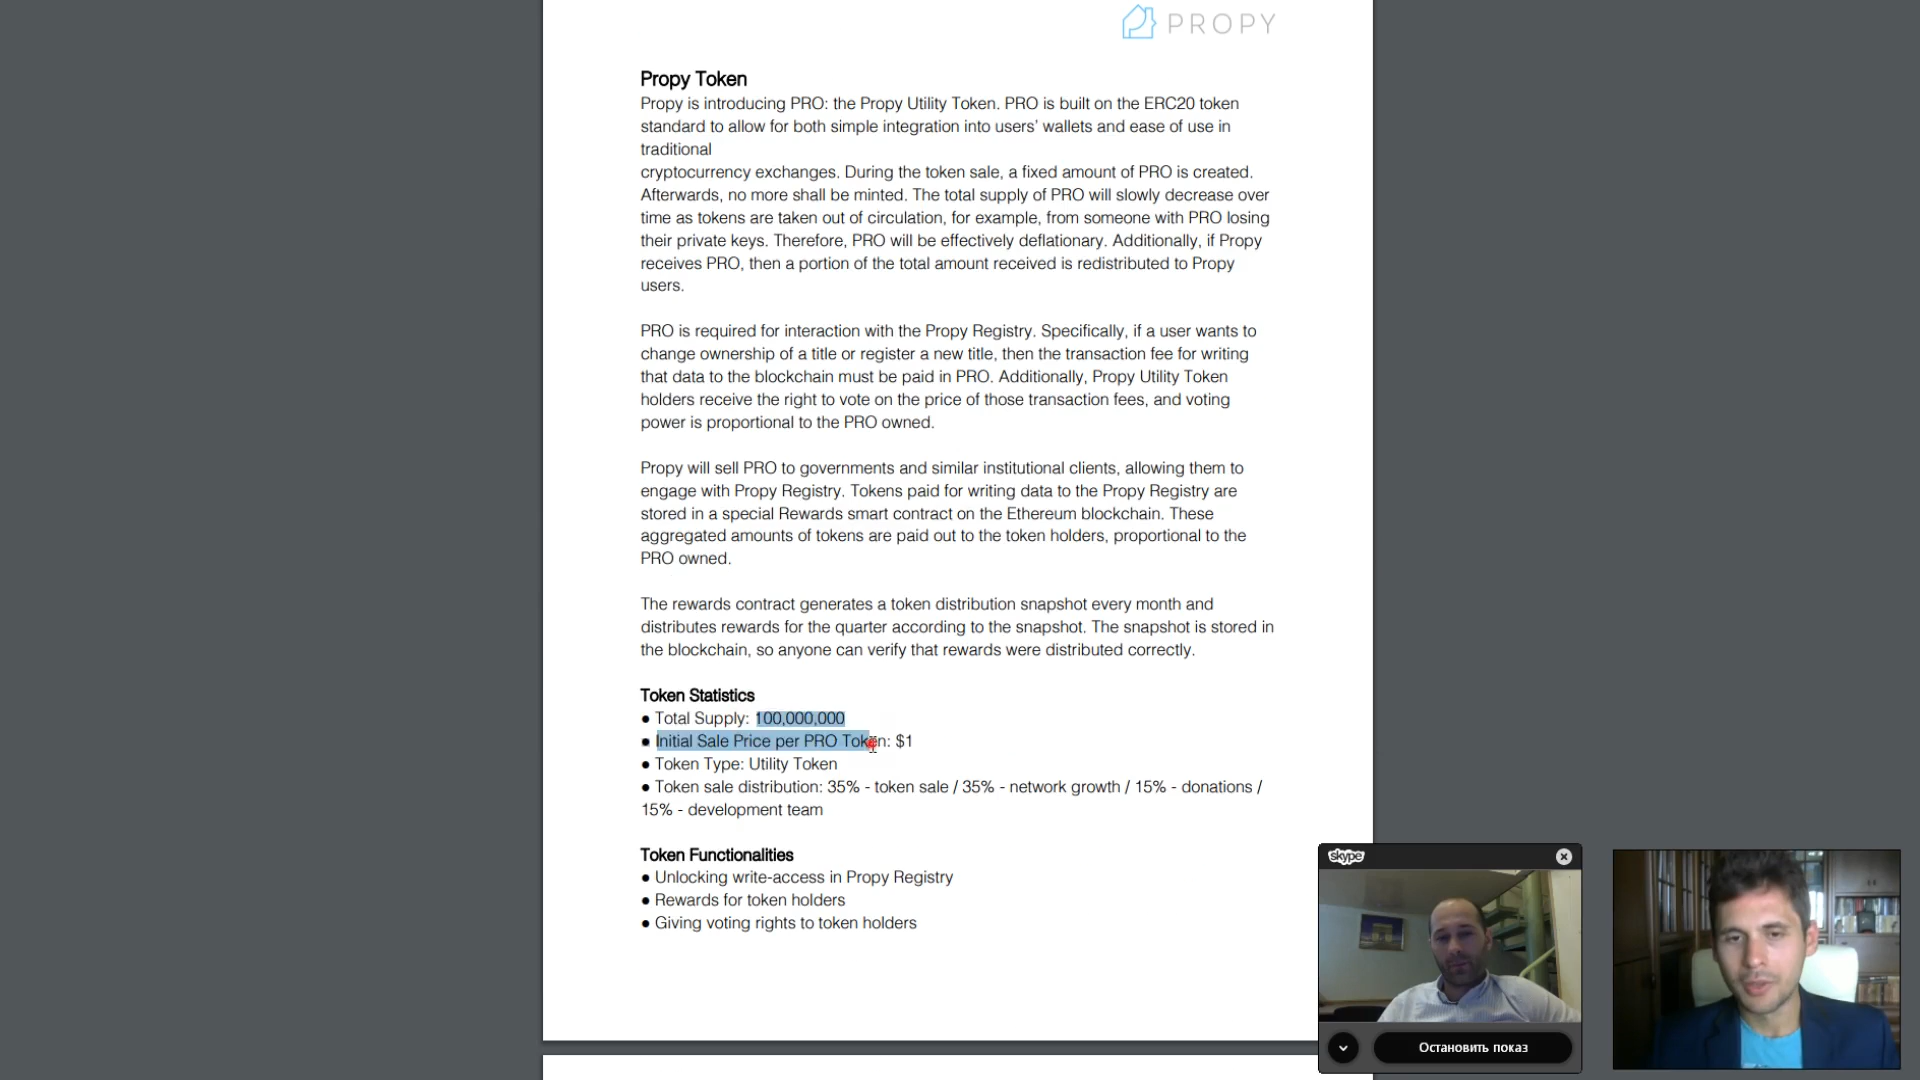 PROPY
Propy Token
Propy is introducing PRO: the Propy Utility Token. PRO is built on the ERC20 token
standard to allow for both simple integration into users’ wallets and ease of use in
traditional
cryptocurrency exchanges. During the token sale, a fixed amount of PRO is created.
Afterwards, no more shall be minted. The total supply of PRO will slowly decrease over
time as tokens are taken out of circulation, for example, from someone with PRO losing
their private keys. Therefore, PRO will be effectively deflationary. Additionally, if Propy
receives PRO, then a portion of the total amount received is redistributed to Propy
users.
PRO is required for interaction with the Propy Registry. Specifically, if a user wants to
change ownership of a title or register a new title, then the transaction fee for writing
that data to the blockchain must be paid in PRO. Additionally, Propy Utility Token
holders receive the right to vote on the price of those transaction fees, and voting
power is proportional to the PRO owned.
Propy will sell PRO to governments and similar institutional clients, allowing them to
engage with Propy Registry. Tokens paid for writing data to the Propy Registry are
stored in a special Rewards smart contract on the Ethereum blockchain. These
aggregated amounts of tokens are paid out to the token holders, proportional to the
PRO owned.
The rewards contract generates a token distribution snapshot every month and
distributes rewards for the quarter according to the snapshot. The snapshot is stored in
the blockchain, so anyone can verify that rewards were distributed correctly.
Token Statistics
● Total Supply: 100,000,000
● Initial Sale Price per PRO Token: $1
● Token Type: Utility Token
● Token sale distribution: 35% - token sale / 35% - network growth / 15% - donations /
15% - development team
Token Functionalities
● Unlocking write-access in Propy Registry
● Rewards for token holders
● Giving voting rights to token holders
skype
Остановить показ